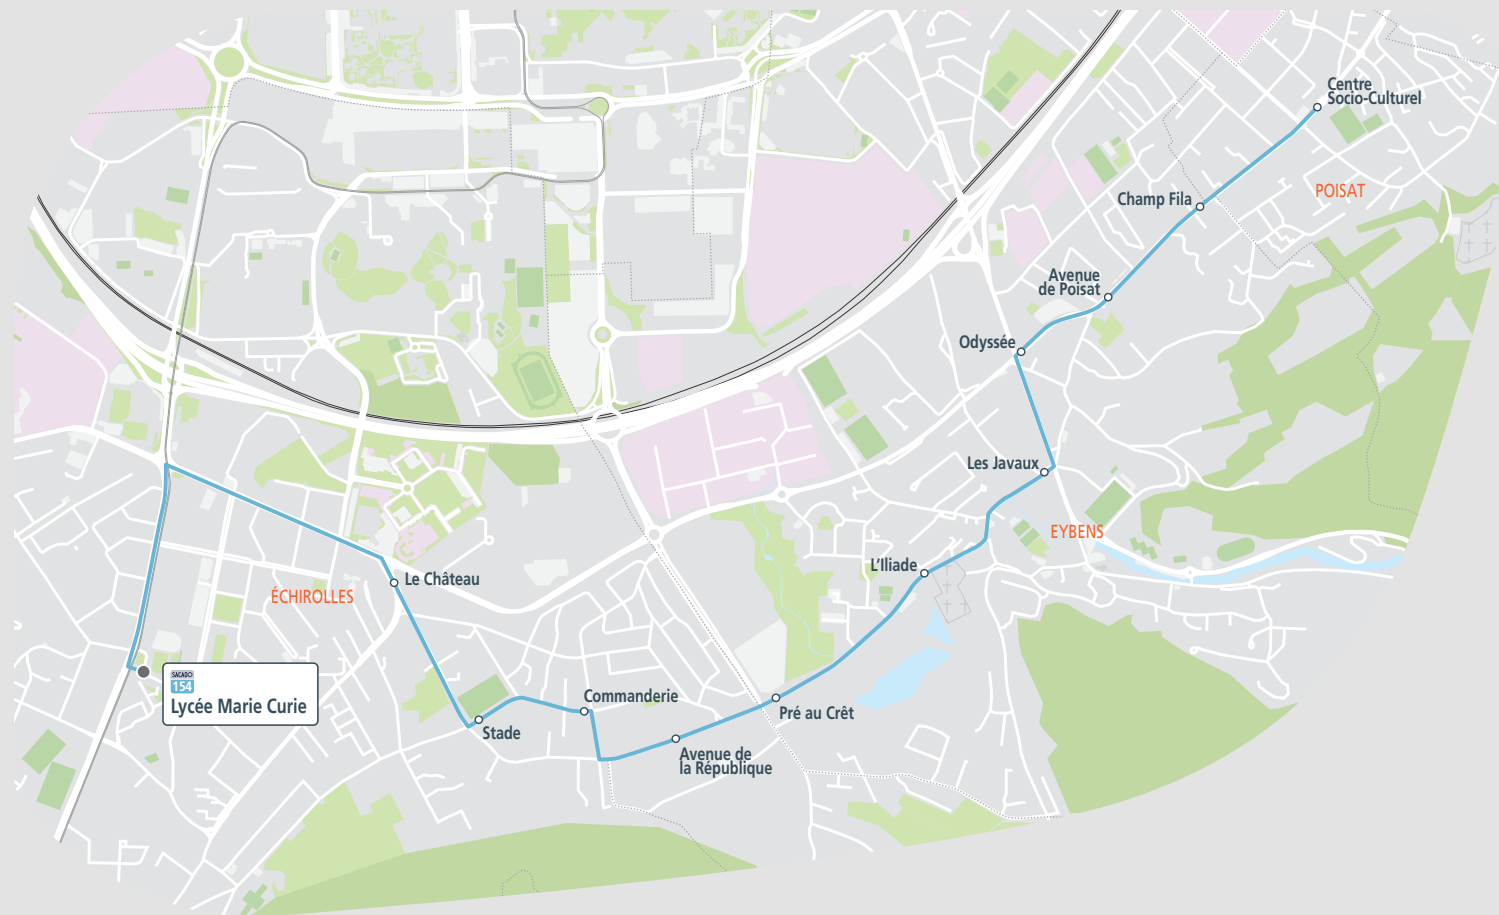 Centre
Socio-Culturel
POISAT
Champ Fila
Avenue
de Poisat
Odyssée
Les Javaux
EYBENS
L'Iliade
Le Château
ÉCHIROLLES
SACADO
154
Lycée Marie Curie
Commanderie
Stade
Pré au Crêt
Avenue de
la République